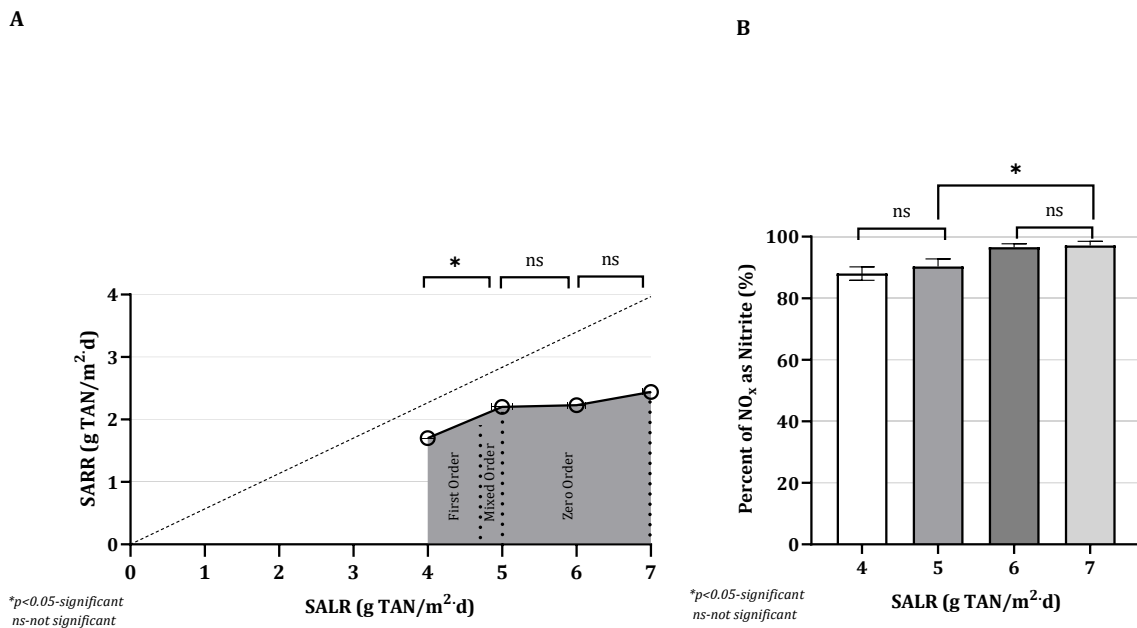 A
* ns ns
4
3
2
1
0
SARR (g TAN/m²·d)
First Order
Mixed Order
Zero Order
0 1 2 3 4 5 6 7
SALR (g TAN/m²·d)
*p<0.05-significant
ns-not significant
B
*
ns ns
100
80
60
40
20
0
Percent of NOₓ as Nitrite (%)
4 5 6 7
SALR (g TAN/m²·d)
*p<0.05-significant
ns-not significant